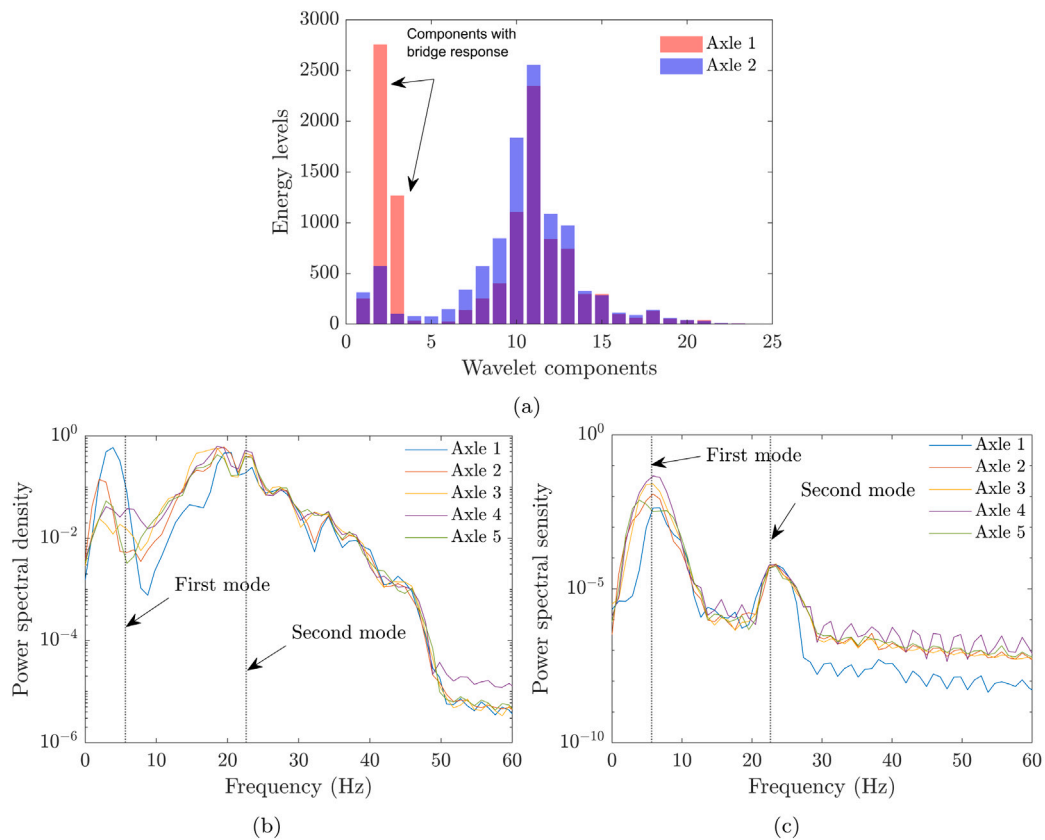 3000
2500
2000
1500
1000
500
0
Energy levels
Components with
bridge response
Axle 1
Axle 2
0 5 10 15 20 25
Wavelet components
(a)
10^0
10^-2
10^-4
10^-6
Power spectral density
Axle 1
Axle 2
Axle 3
Axle 4
Axle 5
First mode
Second mode
0 10 20 30 40 50 60
Frequency (Hz)
(b)
10^0
10^-5
10^-10
Power spectral sensity
First mode
Second mode
Axle 1
Axle 2
Axle 3
Axle 4
Axle 5
0 10 20 30 40 50 60
Frequency (Hz)
(c)